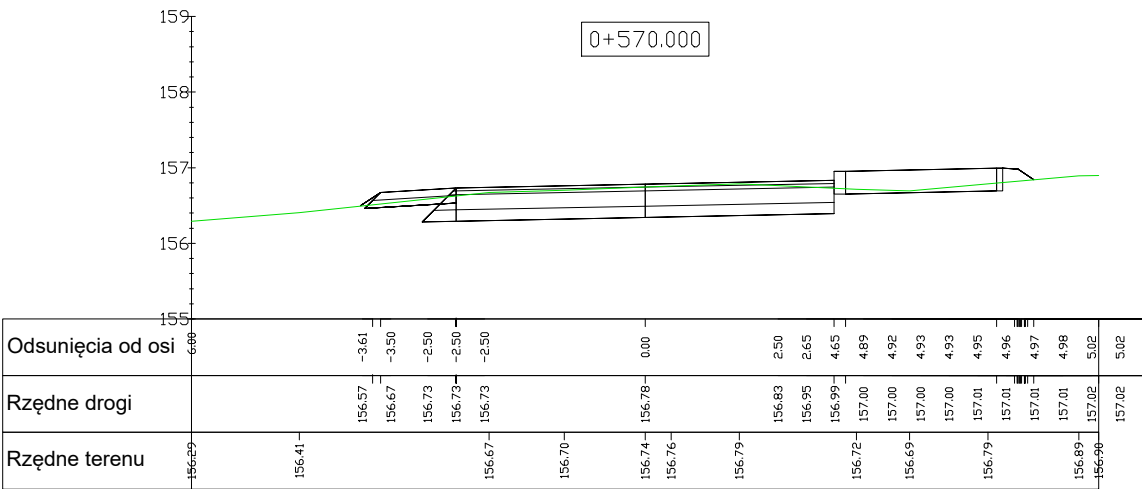 159
0+570.000
158
157
156
155
Odsunięcia od osi 6.00 -3.61 -3.50 -2.50 -2.50 -2.50 0.00 2.50 2.65 4.65 4.89 4.92 4.93 4.93 4.95 4.96 4.97 4.98 5.02 5.02
Rzędne drogi 156.57 156.67 156.73 156.73 156.73 156.78 156.83 156.95 156.99 157.00 157.00 157.00 157.01 157.01 157.01 157.01 157.02 157.02
Rzędne terenu 156.29 156.41 156.67 156.70 156.74 156.76 156.79 156.72 156.69 156.79 156.89 156.90